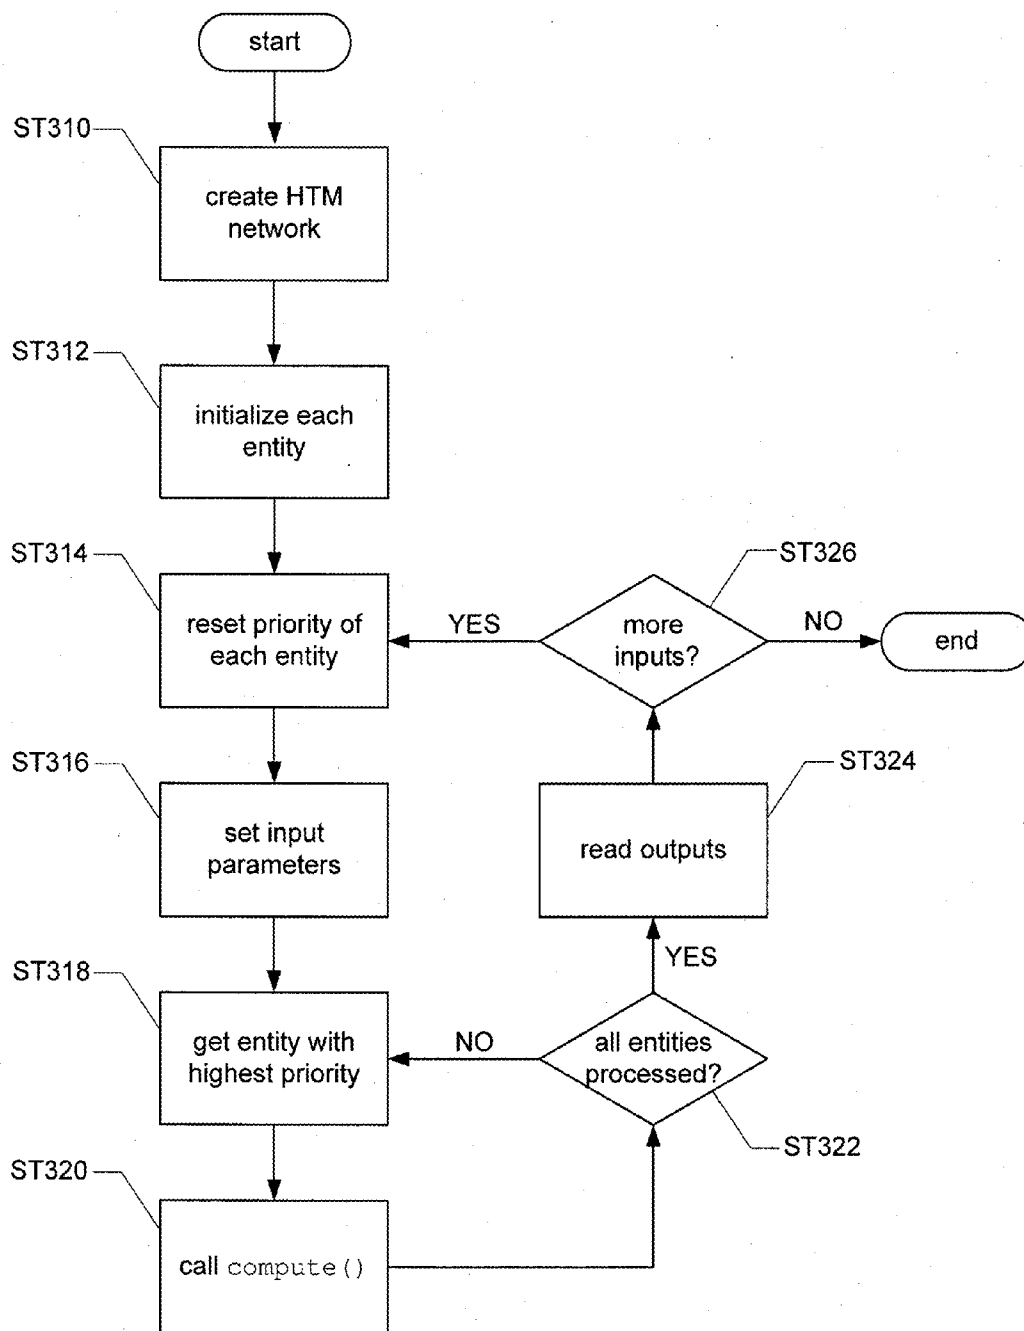 start
ST310
create HTM
network
ST312
initialize each
entity
ST314
reset priority of
each entity
YES
more
inputs?
ST326
NO
end
ST316
set input
parameters
ST324
read outputs
YES
ST318
get entity with
highest priority
NO
all entities
processed?
ST322
ST320
call compute()